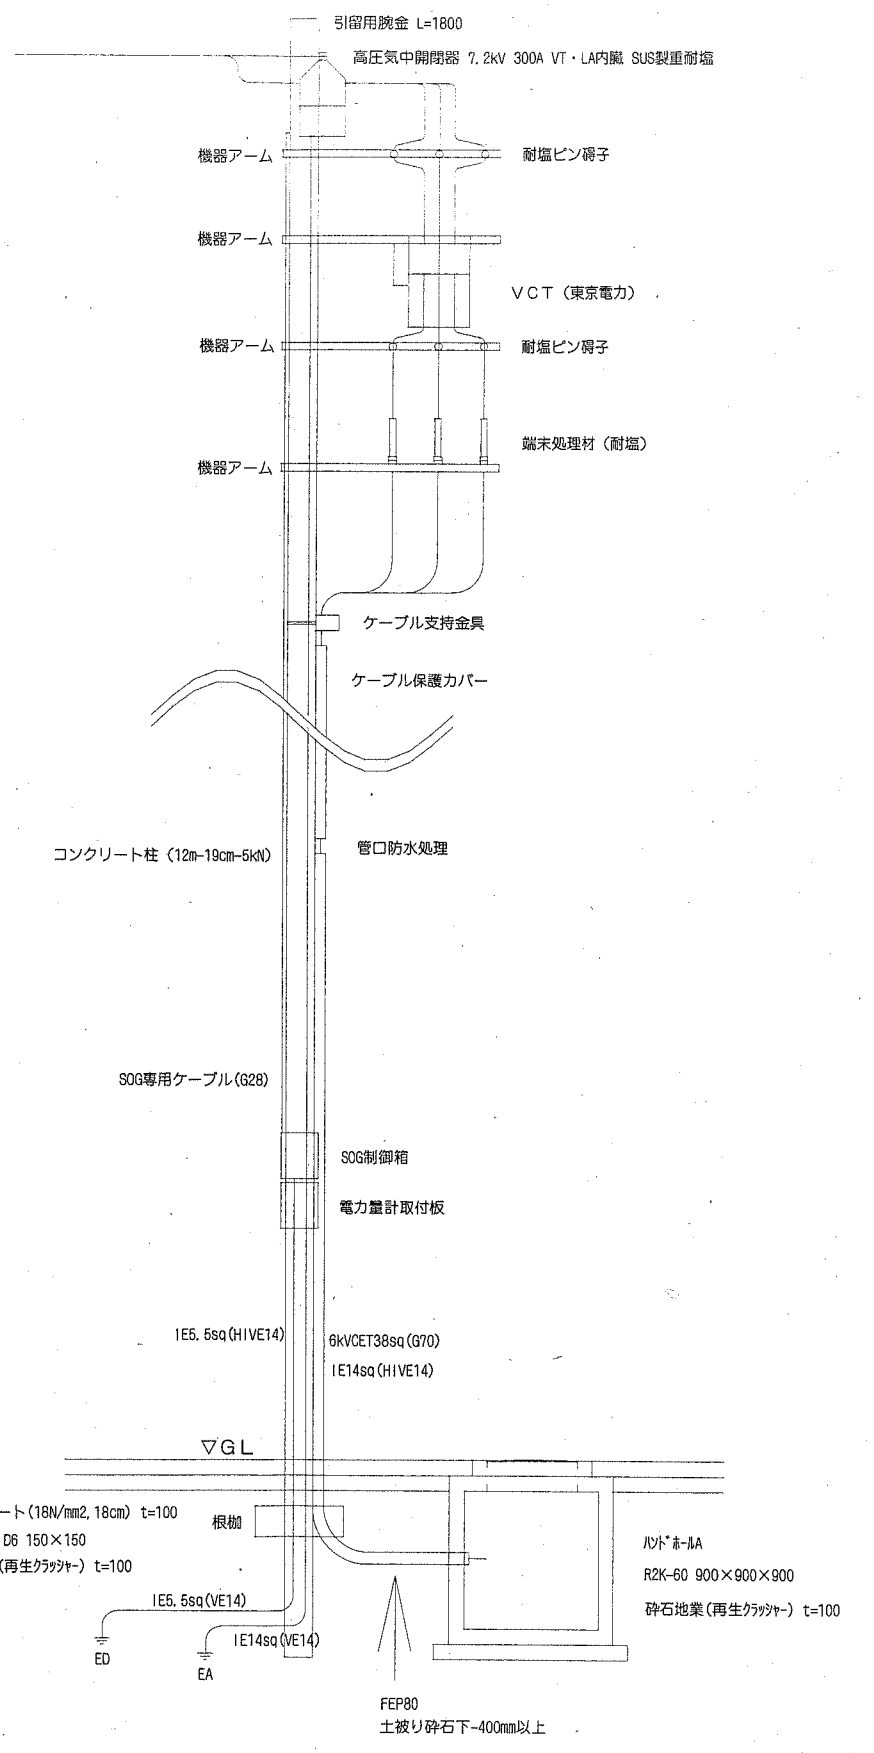 引留用腕金 L=1800
高圧気中開閉器 7.2kV 300A VT・LA内臓 SUS製重耐塩
機器アーム
耐塩ピン碍子
機器アーム
VCT (東京電力)
機器アーム
耐塩ピン碍子
端末処理材 (耐塩)
機器アーム
ケーブル支持金具
ケーブル保護カバー
コンクリート柱 (12m-19cm-5kN)
管口防水処理
SOG専用ケーブル(G28)
SOG制御箱
電力量計取付板
IE5.5sq(HIVE14)
6kVCET38sq(G70)
IE14sq(HIVE14)
▽GL
ート(18N/mm2,18cm) t=100
D6 150×150
(再生クラッシャー) t=100
根枷
ハンドホールA
R2K-60 900×900×900
砕石地業(再生クラッシャー) t=100
IE5.5sq(VE14)
ED
IE14sq(VE14)
EA
FEP80
土被り砕石下-400mm以上